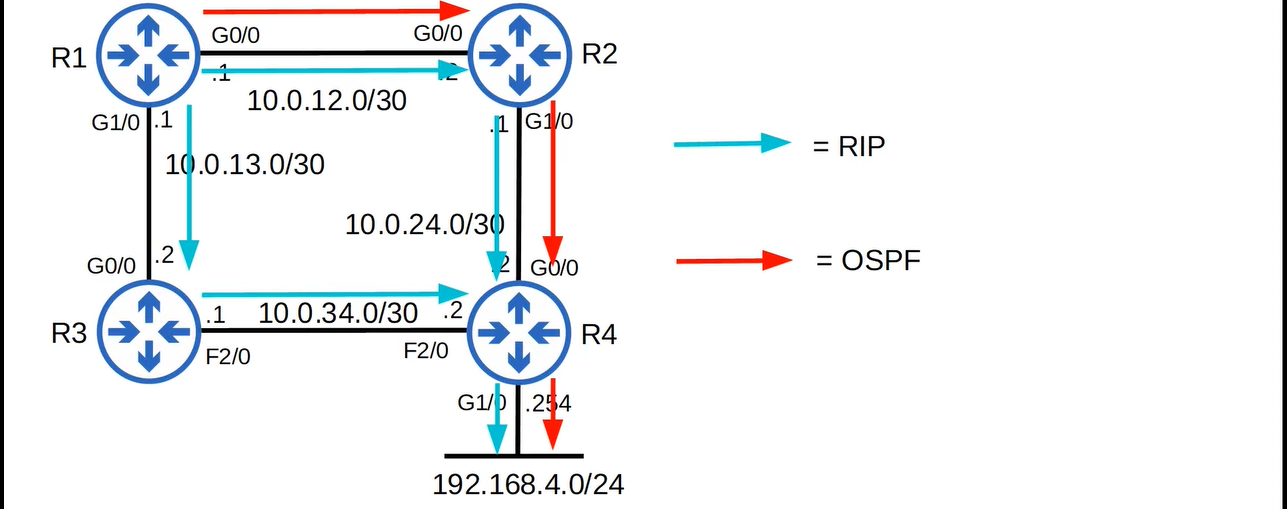 R1
G0/0
G0/0
R2
.1
.2
10.0.12.0/30
G1/0
.1
.1
G1/0
= RIP
10.0.13.0/30
10.0.24.0/30
.2
G0/0
.2
G0/0
= OSPF
R3
.1
10.0.34.0/30
.2
R4
F2/0
F2/0
G1/0
.254
192.168.4.0/24